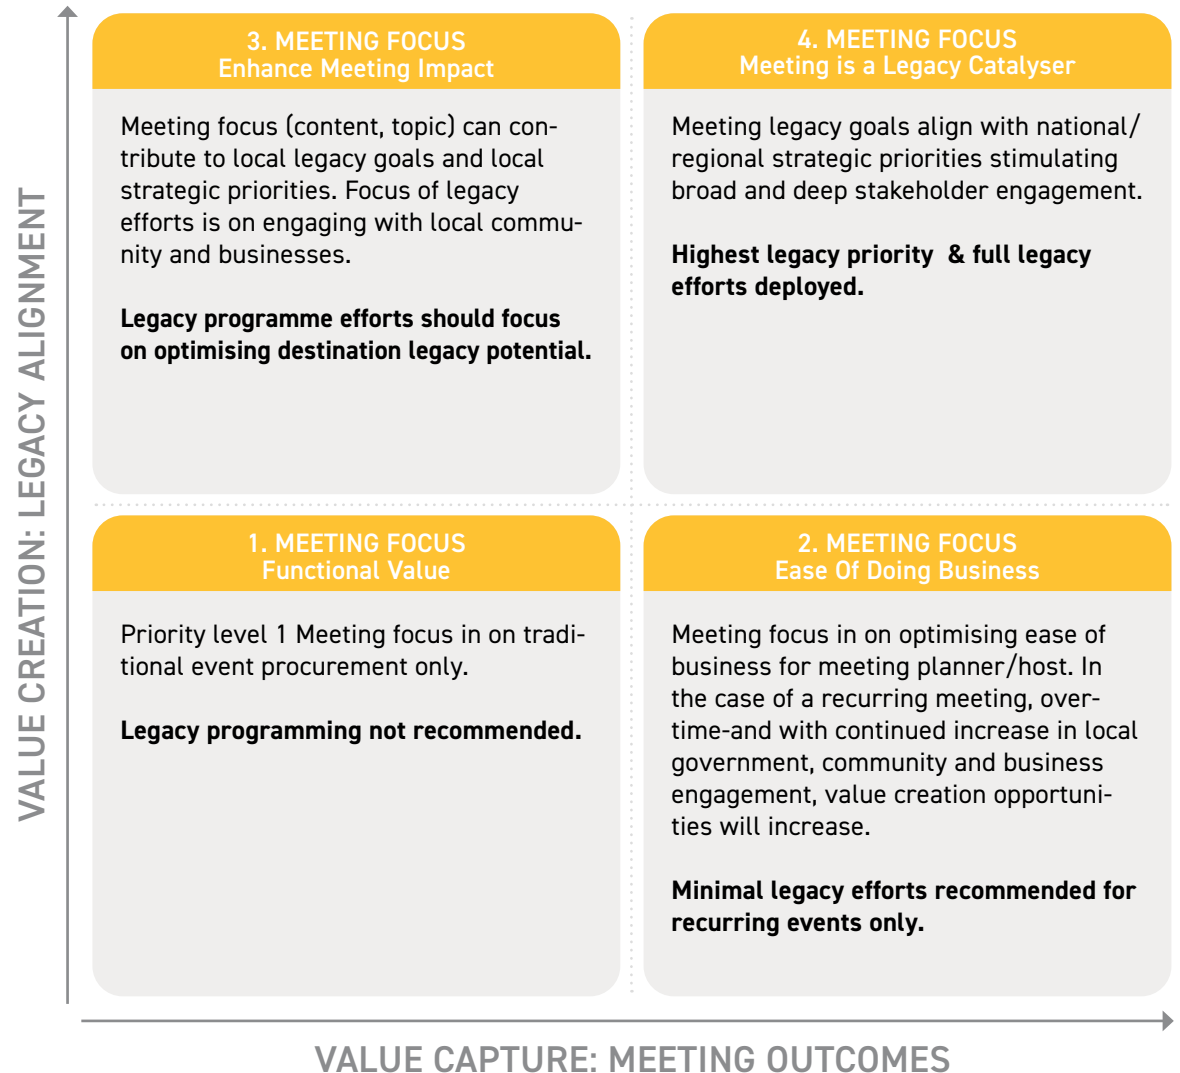 VALUE CREATION: LEGACY ALIGNMENT
3. MEETING FOCUS
Enhance Meeting Impact
Meeting focus (content, topic) can con-
tribute to local legacy goals and local
strategic priorities. Focus of legacy
efforts is on engaging with local commu-
nity and businesses.
Legacy programme efforts should focus
on optimising destination legacy potential.
4. MEETING FOCUS
Meeting is a Legacy Catalyser
Meeting legacy goals align with national/
regional strategic priorities stimulating
broad and deep stakeholder engagement.
Highest legacy priority & full legacy
efforts deployed.
1. MEETING FOCUS
Functional Value
Priority level 1 Meeting focus in on tradi-
tional event procurement only.
Legacy programming not recommended.
2. MEETING FOCUS
Ease Of Doing Business
Meeting focus in on optimising ease of
business for meeting planner/host. In
the case of a recurring meeting, over-
time-and with continued increase in local
government, community and business
engagement, value creation opportuni-
ties will increase.
Minimal legacy efforts recommended for
recurring events only.
VALUE CAPTURE: MEETING OUTCOMES